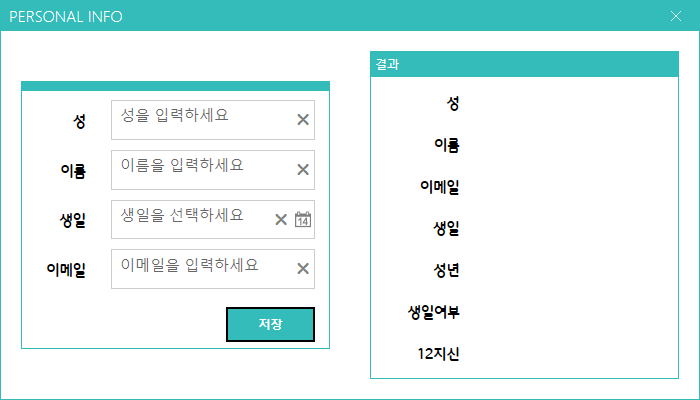 PERSONAL INFO
성
성을 입력하세요
이름
이름을 입력하세요
생일
생일을 선택하세요
14
이메일
이메일을 입력하세요
저장
결과
성
이름
이메일
생일
성년
생일여부
12지신